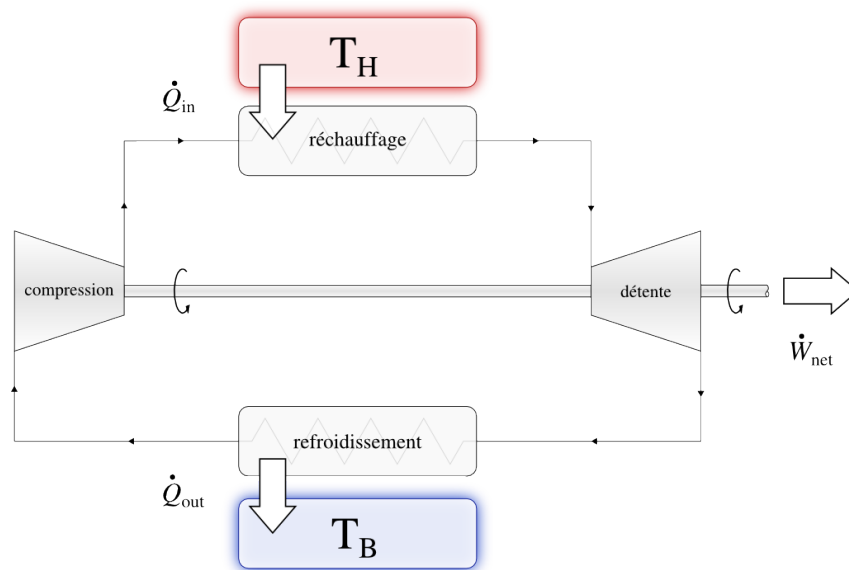 T_H
Q̇_in
réchauffage
compression
détente
Ẇ_net
refroidissement
Q̇_out
T_B